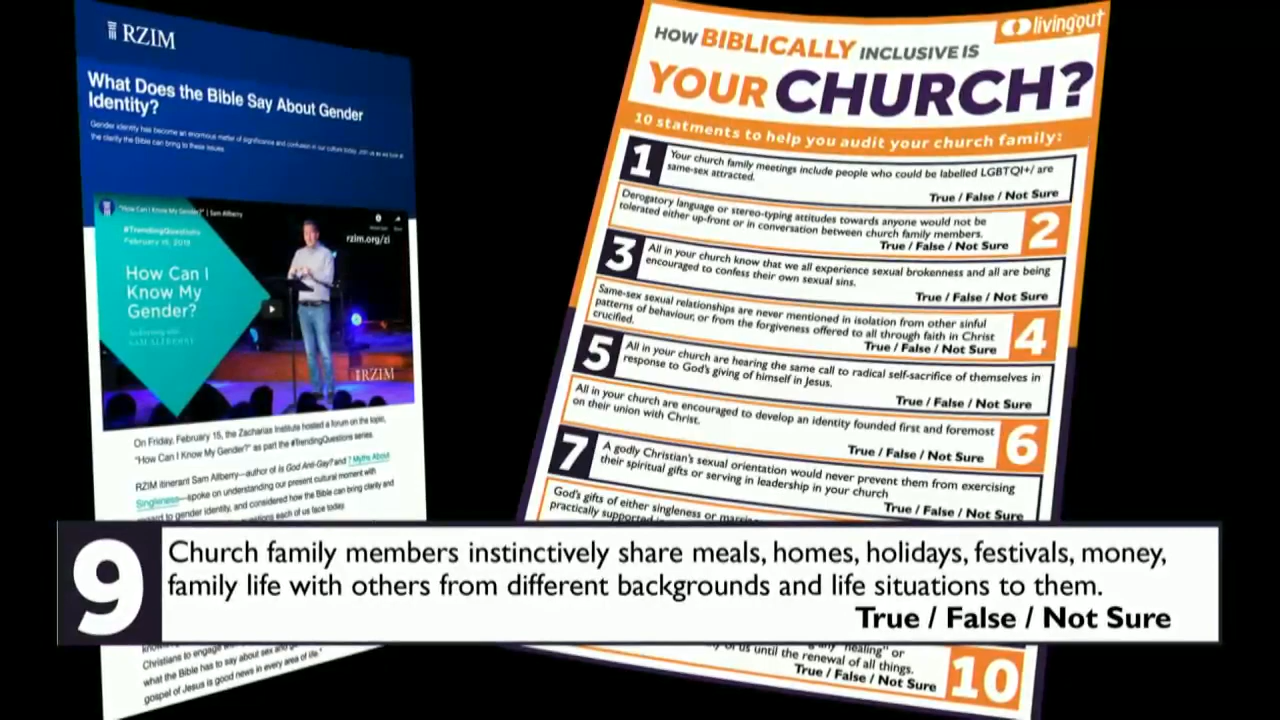 RZIM
What Does the Bible Say About Gender
Identity?
Gender identity has become an enormous matter of significance and confusion in our culture today. Join us as we look at
the clarity the Bible can bring to these issues.
"How Can I Know My Gender?" | Sam Allberry
#TrendingQuestions
February 15, 2019
rzim.org/zi
How Can I
Know My
Gender?
SAM ALLBERRY
RZIM
On Friday, February 15, the Zacharias Institute hosted a forum on the topic,
"How Can I Know My Gender?" as part the #TrendingQuestions series.
RZIM itinerant Sam Allberry—author of Is God Anti-Gay? and 7 Myths About
Singleness—spoke on understanding our present cultural moment with
regard to gender identity, and considered how the Bible can bring clarity and
each of us face today.
Christians to engage
what the Bible has to say about sex and
gospel of Jesus is good news in every area of life."
livingout
HOW BIBLICALLY INCLUSIVE IS
YOUR CHURCH?
10 statments to help you audit your church family:
1
Your church family meetings include people who could be labelled LGBTQI+/ are
same-sex attracted.
True / False / Not Sure
Derogatory language or stereo-typing attitudes towards anyone would not be
tolerated either up-front or in conversation between church family members.
True / False / Not Sure
2
3
All in your church know that we all experience sexual brokenness and all are being
encouraged to confess their own sexual sins.
True / False / Not Sure
Same-sex sexual relationships are never mentioned in isolation from other sinful
patterns of behaviour, or from the forgiveness offered to all through faith in Christ
crucified.
True / False / Not Sure
4
5
All in your church are hearing the same call to radical self-sacrifice of themselves in
response to God's giving of himself in Jesus.
True / False / Not Sure
All in your church are encouraged to develop an identity founded first and foremost
on their union with Christ.
True / False / Not Sure
6
7
A godly Christian's sexual orientation would never prevent them from exercising
their spiritual gifts or serving in leadership in your church
True / False / Not Sure
God's gifts of either singleness or
practically supported
9
Church family members instinctively share meals, homes, holidays, festivals, money,
family life with others from different backgrounds and life situations to them.
True / False / Not Sure
"healing" or
of us until the renewal of all things.
True / False / Not Sure
10